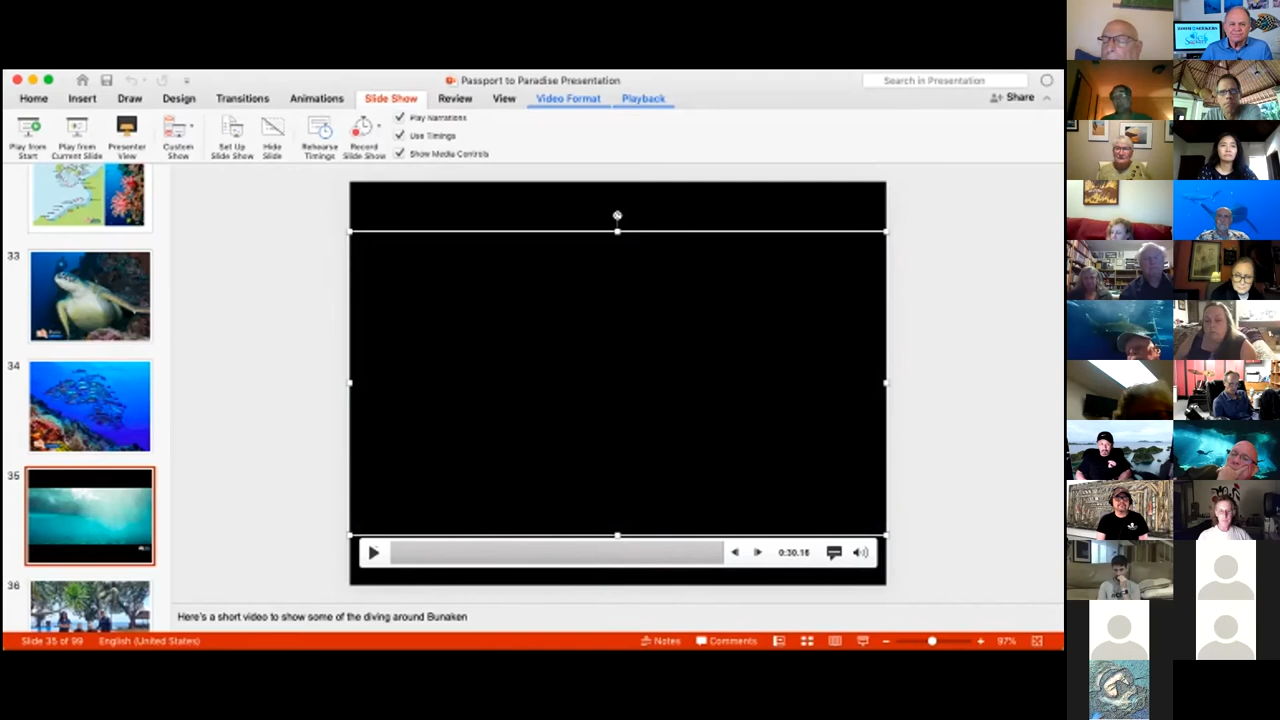 Passport to Paradise Presentation
Search in Presentation
Home Insert Draw Design Transitions Animations Slide Show Review View Video Format Playback
Share
Play from Start
Play from Current Slide
Presenter View
Custom Show
Set Up Slide Show
Hide Slide
Rehearse Timings
Record Slide Show
Play Narrations
Use Timings
Show Media Controls
33
34
35
36
0:30.16
Here's a short video to show some of the diving around Bunaken
Slide 35 of 99 English (United States)
Notes Comments 97%